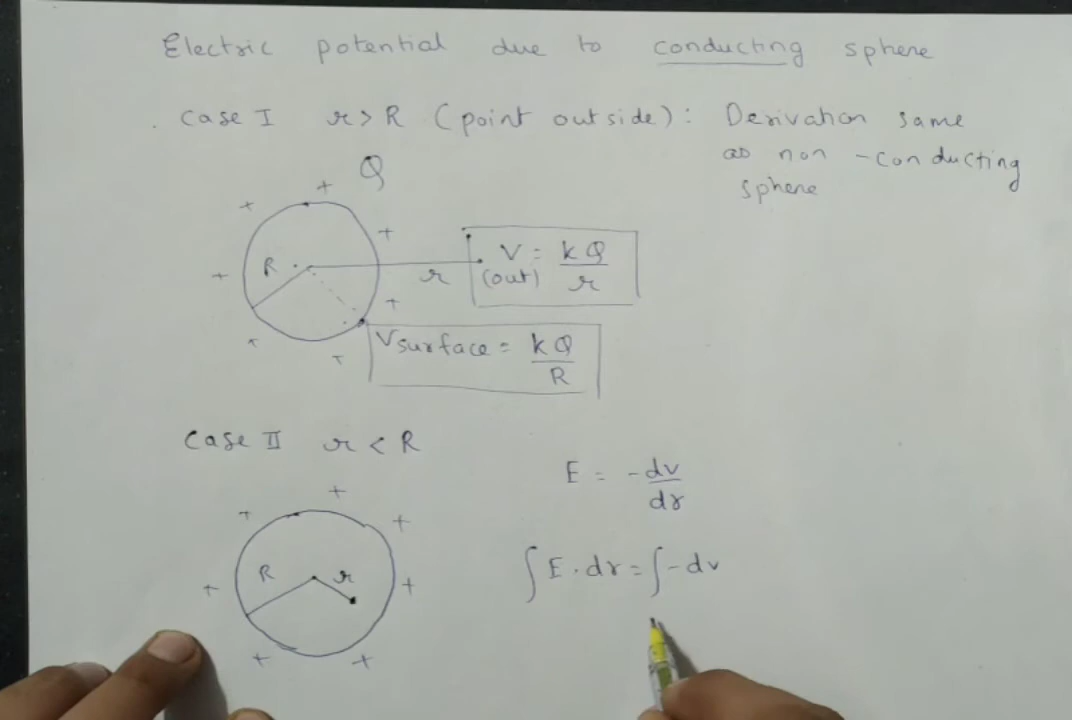 Electric potential due to conducting sphere
Case I r > R (point outside): Derivation same
as non-conducting
sphere
Q
+ + + + + + + +
R
r
V(out) = kQ/r
Vsurface = kQ/R
Case II r < R
E = -dv/dr
+ + + + + + +
R r
∫E.dr = ∫-dv